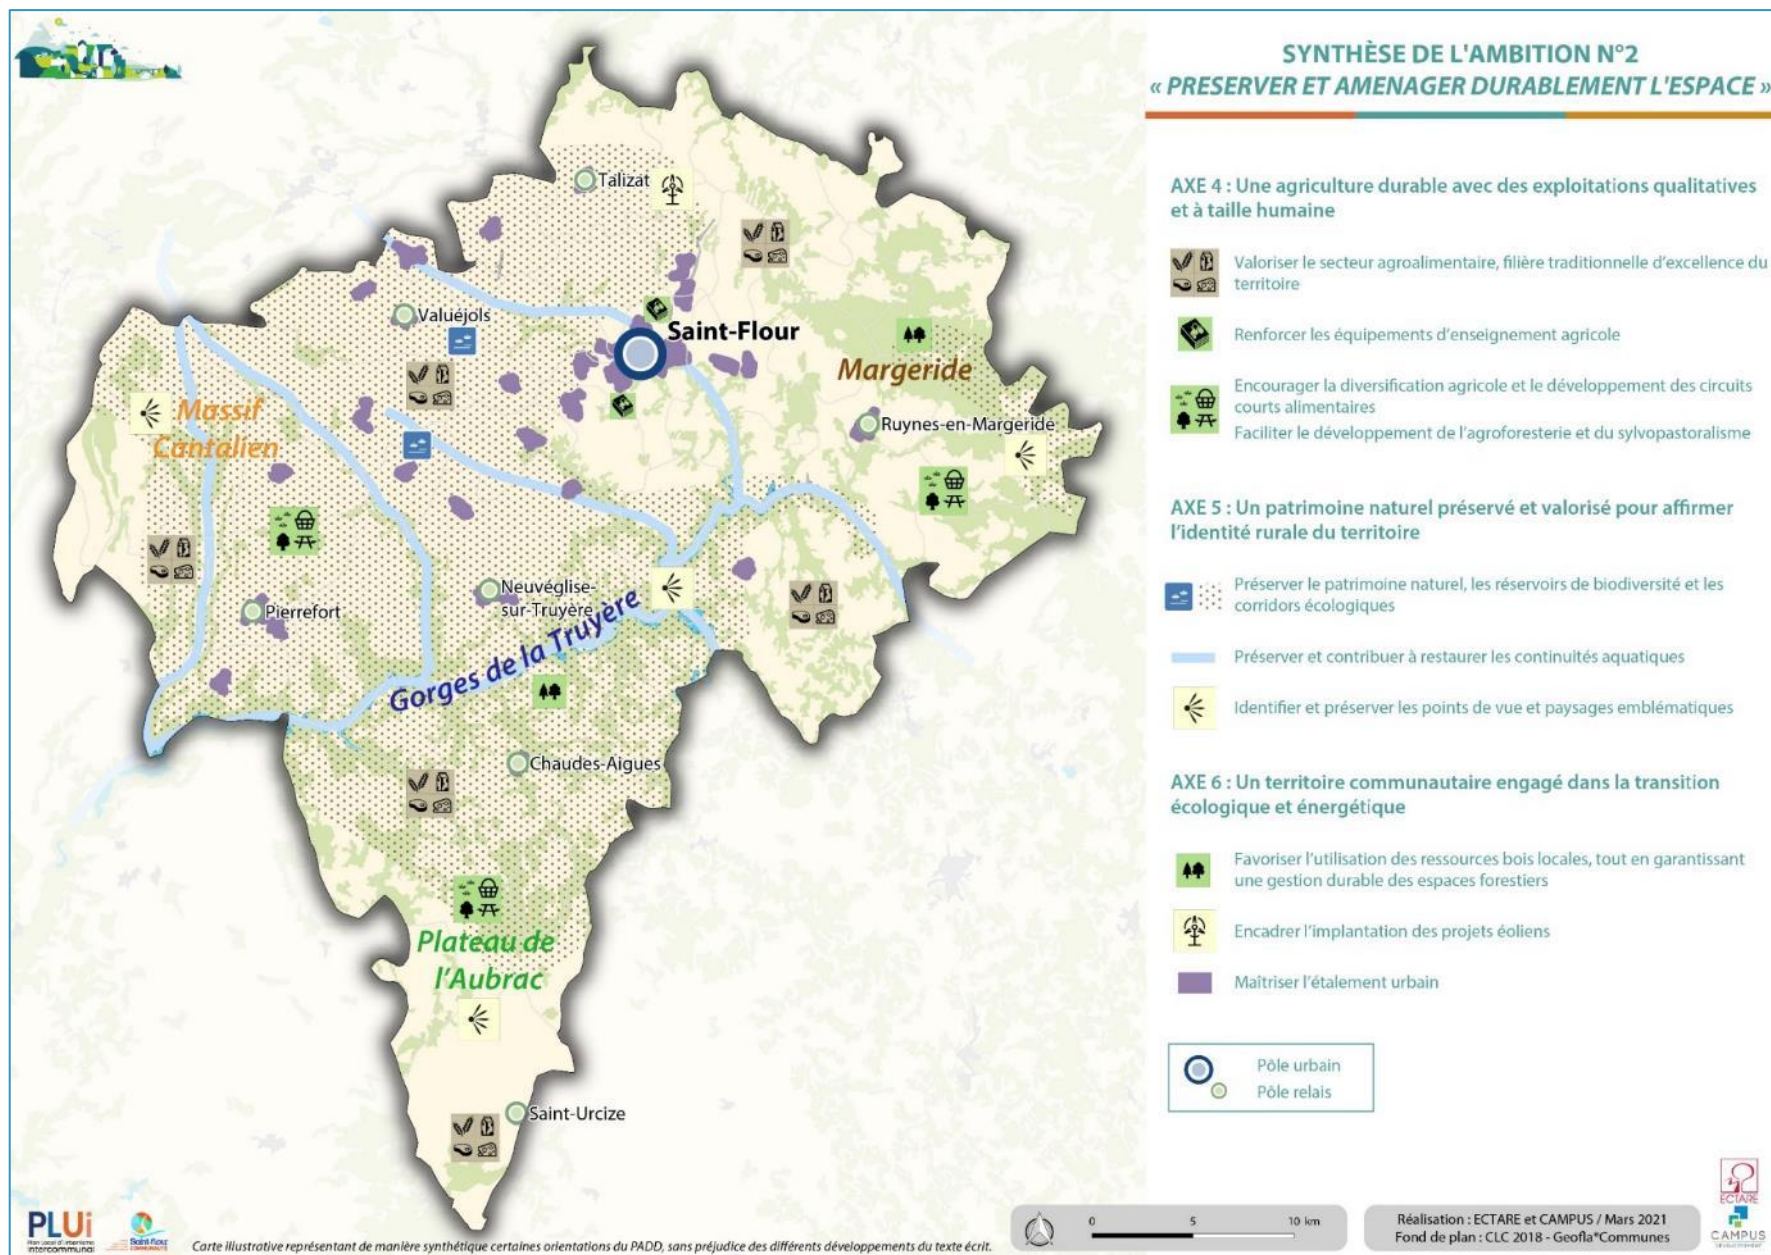 SYNTHÈSE DE L'AMBITION N°2
« PRESERVER ET AMENAGER DURABLEMENT L'ESPACE »
AXE 4 : Une agriculture durable avec des exploitations qualitatives
et à taille humaine
Valoriser le secteur agroalimentaire, filière traditionnelle d'excellence du
territoire
Renforcer les équipements d'enseignement agricole
Encourager la diversification agricole et le développement des circuits
courts alimentaires
Faciliter le développement de l'agroforesterie et du sylvopastoralisme
AXE 5 : Un patrimoine naturel préservé et valorisé pour affirmer
l'identité rurale du territoire
Préserver le patrimoine naturel, les réservoirs de biodiversité et les
corridors écologiques
Préserver et contribuer à restaurer les continuités aquatiques
Identifier et préserver les points de vue et paysages emblématiques
AXE 6 : Un territoire communautaire engagé dans la transition
écologique et énergétique
Favoriser l'utilisation des ressources bois locales, tout en garantissant
une gestion durable des espaces forestiers
Encadrer l'implantation des projets éoliens
Maîtriser l'étalement urbain
Pôle urbain
Pôle relais
Talizat
Valuéjols
Saint-Flour
Margeride
Massif
Cantalien
Ruynes-en-Margeride
Neuvéglise-
sur-Truyère
Pierrefort
Gorges de la Truyère
Chaudes-Aigues
Plateau de
l'Aubrac
Saint-Urcize
PLUi
Plan Local d'Urbanisme
Intercommunal
Saint-Flour
COMMUNAUTÉ
Carte illustrative représentant de manière synthétique certaines orientations du PADD, sans préjudice des différents développements du texte écrit.
0 5 10 km
Réalisation : ECTARE et CAMPUS / Mars 2021
Fond de plan : CLC 2018 - Geofla*Communes
ECTARE
CAMPUS